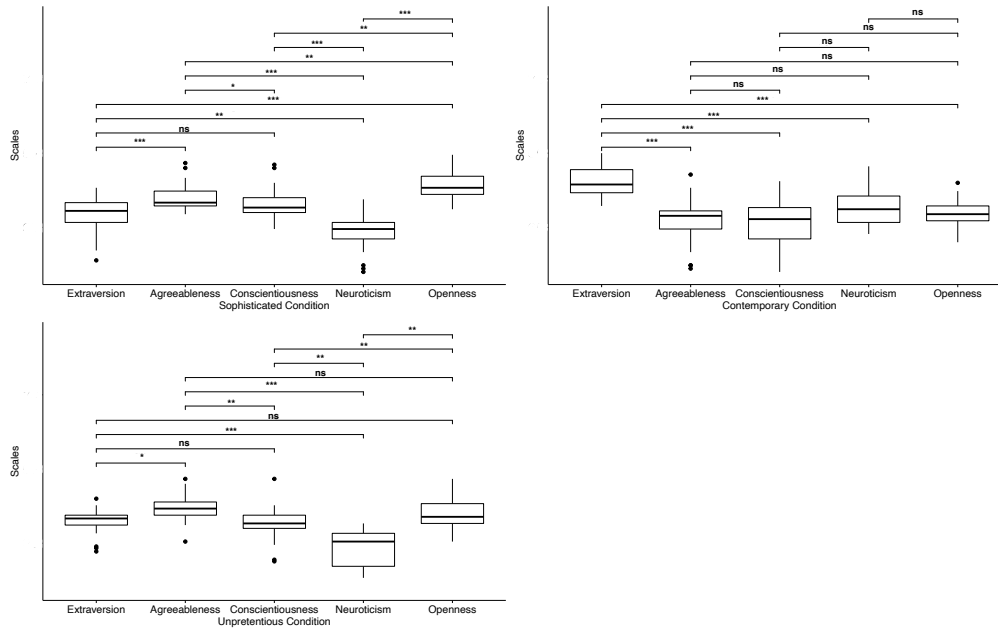 ***
**
***
**
***
*
***
**
ns
***
Scales
Extraversion Agreeableness Conscientiousness Neuroticism Openness
Sophisticated Condition
ns
ns
ns
ns
ns
ns
***
***
***
***
Scales
Extraversion Agreeableness Conscientiousness Neuroticism Openness
Contemporary Condition
**
**
**
ns
***
**
ns
***
ns
*
Scales
Extraversion Agreeableness Conscientiousness Neuroticism Openness
Unpretentious Condition